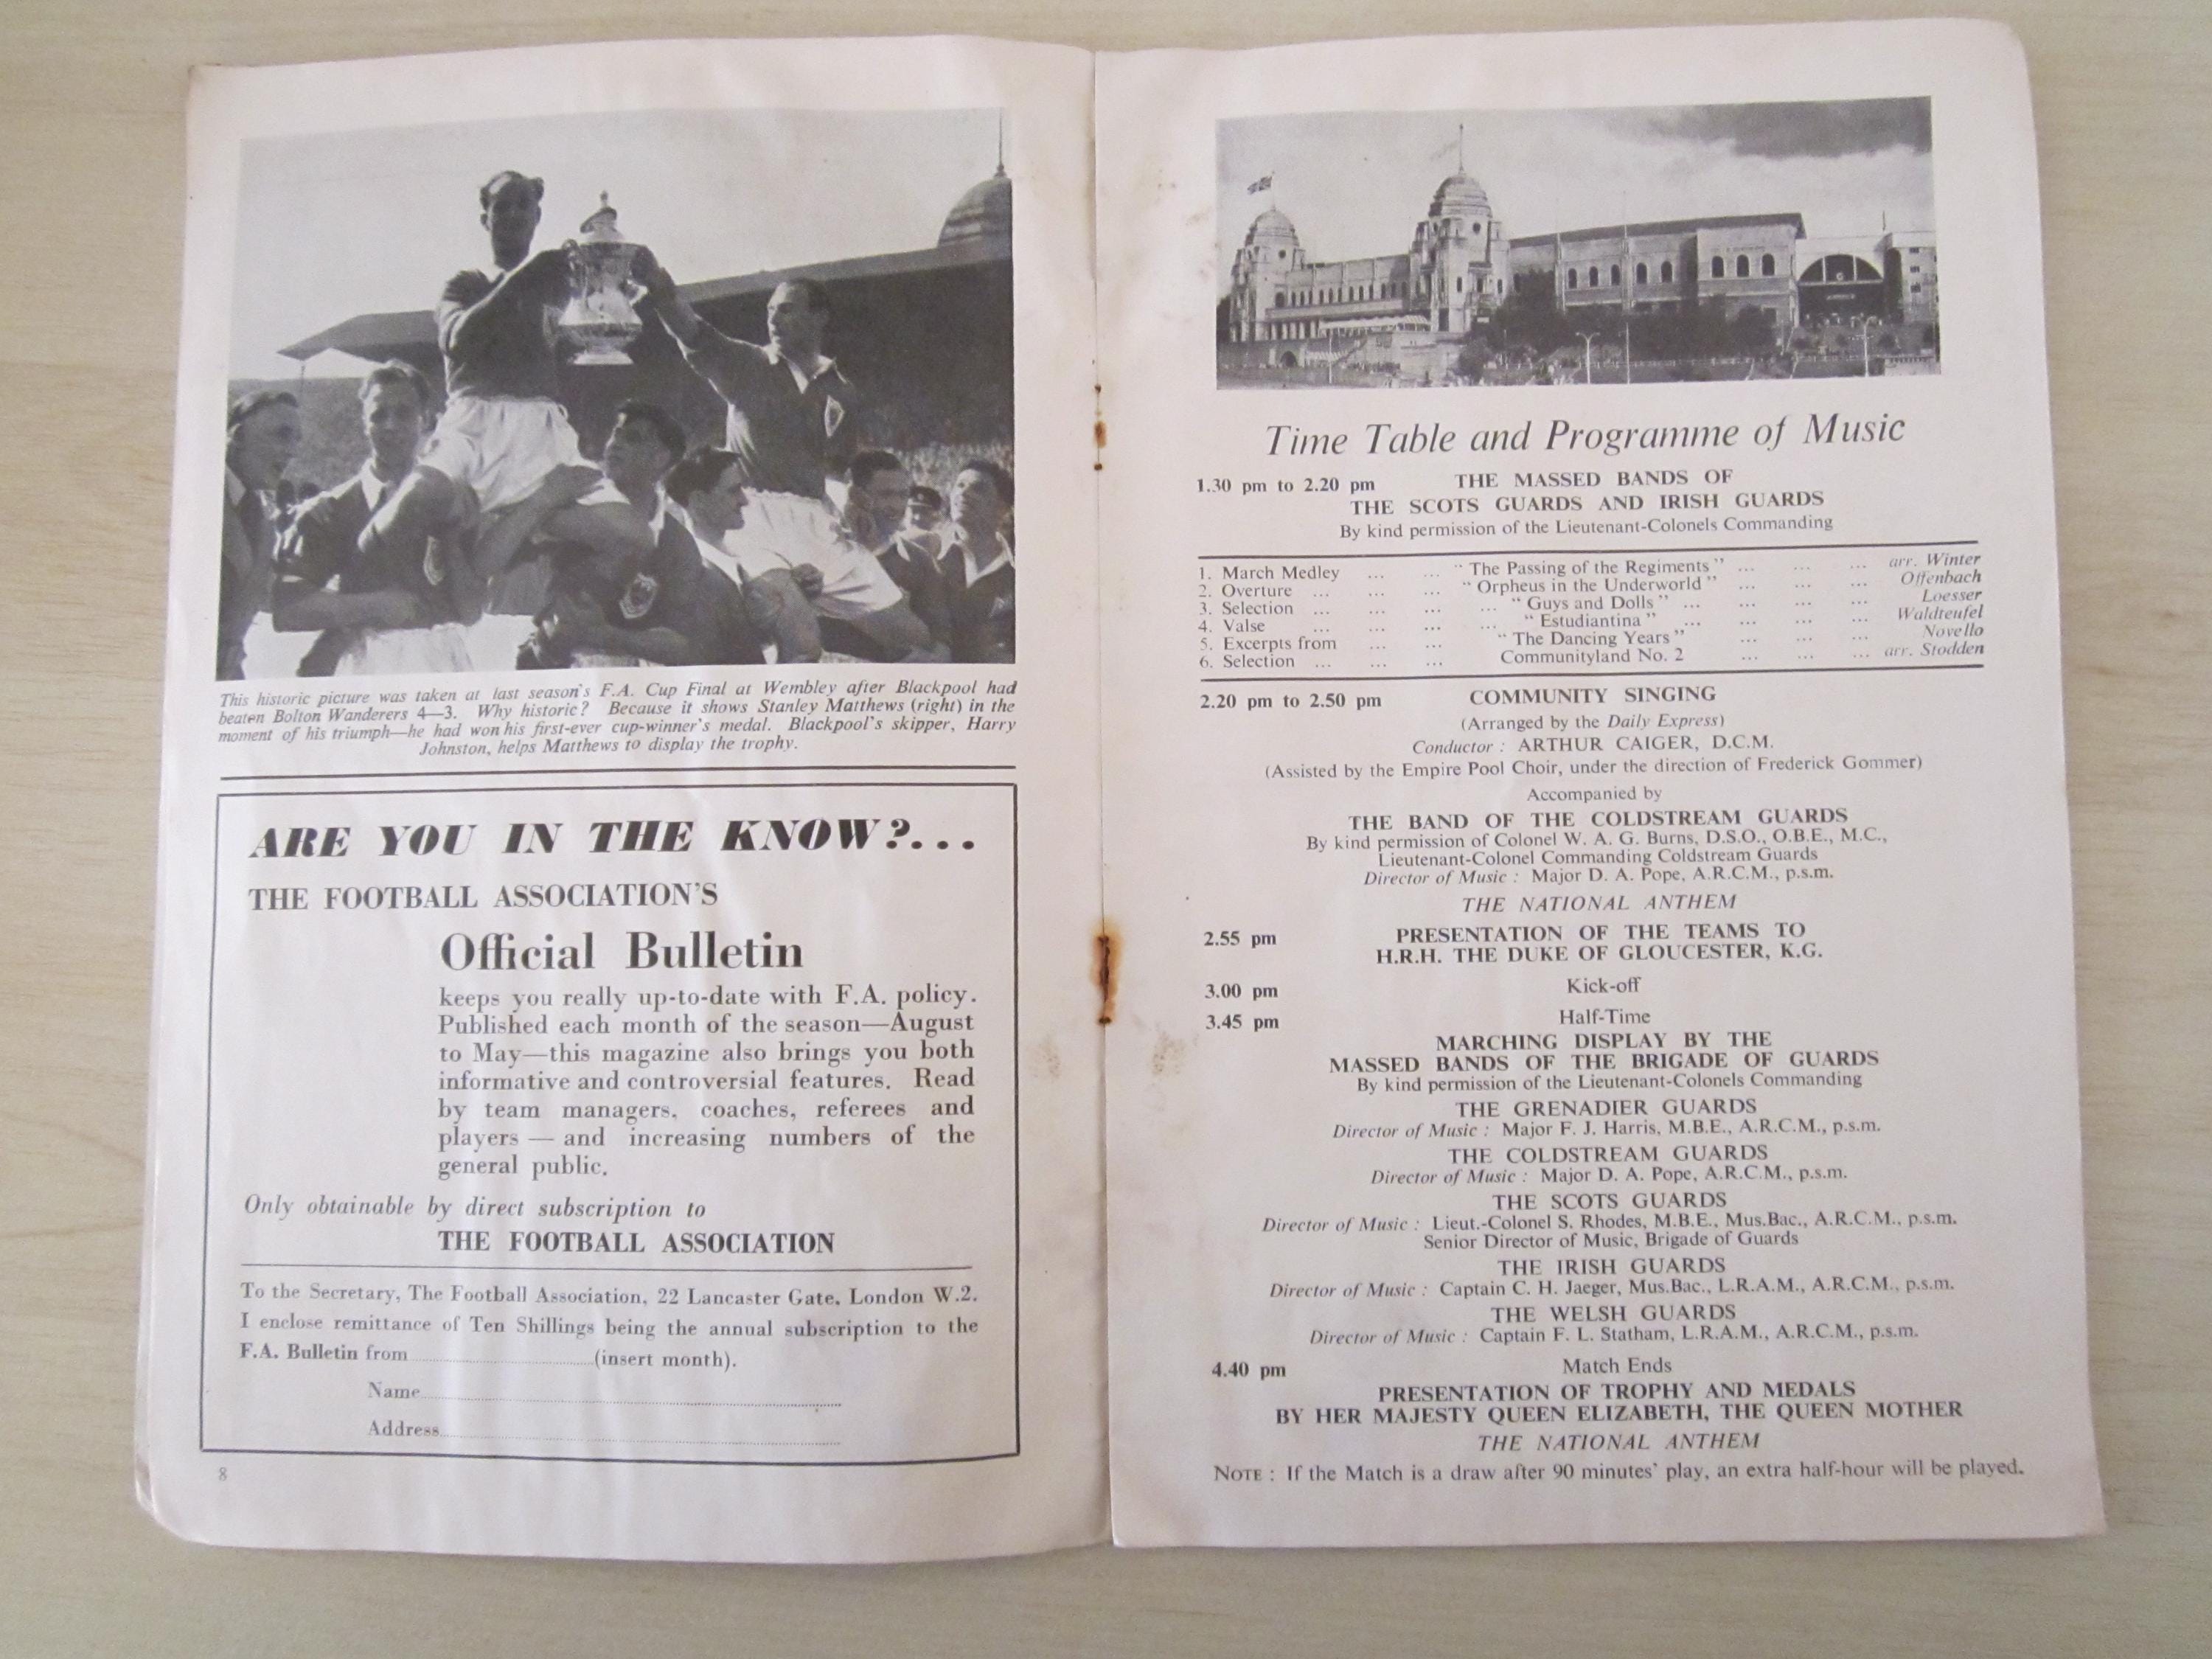 This historic picture was taken at last season's F.A. Cup Final at Wembley after Blackpool had
beaten Bolton Wanderers 4—3. Why historic? Because it shows Stanley Matthews (right) in the
moment of his triumph—he had won his first-ever cup-winner's medal. Blackpool's skipper, Harry
Johnston, helps Matthews to display the trophy.
ARE YOU IN THE KNOW?...
THE FOOTBALL ASSOCIATION'S
Official Bulletin
keeps you really up-to-date with F.A. policy.
Published each month of the season—August
to May—this magazine also brings you both
informative and controversial features. Read
by team managers, coaches, referees and
players — and increasing numbers of the
general public.
Only obtainable by direct subscription to
THE FOOTBALL ASSOCIATION
To the Secretary, The Football Association, 22 Lancaster Gate, London W.2.
I enclose remittance of Ten Shillings being the annual subscription to the
F.A. Bulletin from ............ (insert month).
Name............
Address............
8
Time Table and Programme of Music
1.30 pm to 2.20 pm THE MASSED BANDS OF
THE SCOTS GUARDS AND IRISH GUARDS
By kind permission of the Lieutenant-Colonels Commanding
1. March Medley ... ... "The Passing of the Regiments" ... ... ... arr. Winter
2. Overture ... ... ... "Orpheus in the Underworld" ... ... ... Offenbach
3. Selection ... ... ... ... "Guys and Dolls" ... ... ... ... Loesser
4. Valse ... ... ... ... "Estudiantina" ... ... ... ... Waldteufel
5. Excerpts from ... ... "The Dancing Years" ... ... ... Novello
6. Selection ... ... ... Communityland No. 2 ... ... ... arr. Stodden
2.20 pm to 2.50 pm COMMUNITY SINGING
(Arranged by the Daily Express)
Conductor : ARTHUR CAIGER, D.C.M.
(Assisted by the Empire Pool Choir, under the direction of Frederick Gommer)
Accompanied by
THE BAND OF THE COLDSTREAM GUARDS
By kind permission of Colonel W. A. G. Burns, D.S.O., O.B.E., M.C.,
Lieutenant-Colonel Commanding Coldstream Guards
Director of Music : Major D. A. Pope, A.R.C.M., p.s.m.
THE NATIONAL ANTHEM
2.55 pm PRESENTATION OF THE TEAMS TO
H.R.H. THE DUKE OF GLOUCESTER, K.G.
3.00 pm Kick-off
3.45 pm Half-Time
MARCHING DISPLAY BY THE
MASSED BANDS OF THE BRIGADE OF GUARDS
By kind permission of the Lieutenant-Colonels Commanding
THE GRENADIER GUARDS
Director of Music : Major F. J. Harris, M.B.E., A.R.C.M., p.s.m.
THE COLDSTREAM GUARDS
Director of Music : Major D. A. Pope, A.R.C.M., p.s.m.
THE SCOTS GUARDS
Director of Music : Lieut.-Colonel S. Rhodes, M.B.E., Mus.Bac., A.R.C.M., p.s.m.
Senior Director of Music, Brigade of Guards
THE IRISH GUARDS
Director of Music : Captain C. H. Jaeger, Mus.Bac., L.R.A.M., A.R.C.M., p.s.m.
THE WELSH GUARDS
Director of Music : Captain F. L. Statham, L.R.A.M., A.R.C.M., p.s.m.
4.40 pm Match Ends
PRESENTATION OF TROPHY AND MEDALS
BY HER MAJESTY QUEEN ELIZABETH, THE QUEEN MOTHER
THE NATIONAL ANTHEM
NOTE : If the Match is a draw after 90 minutes' play, an extra half-hour will be played.